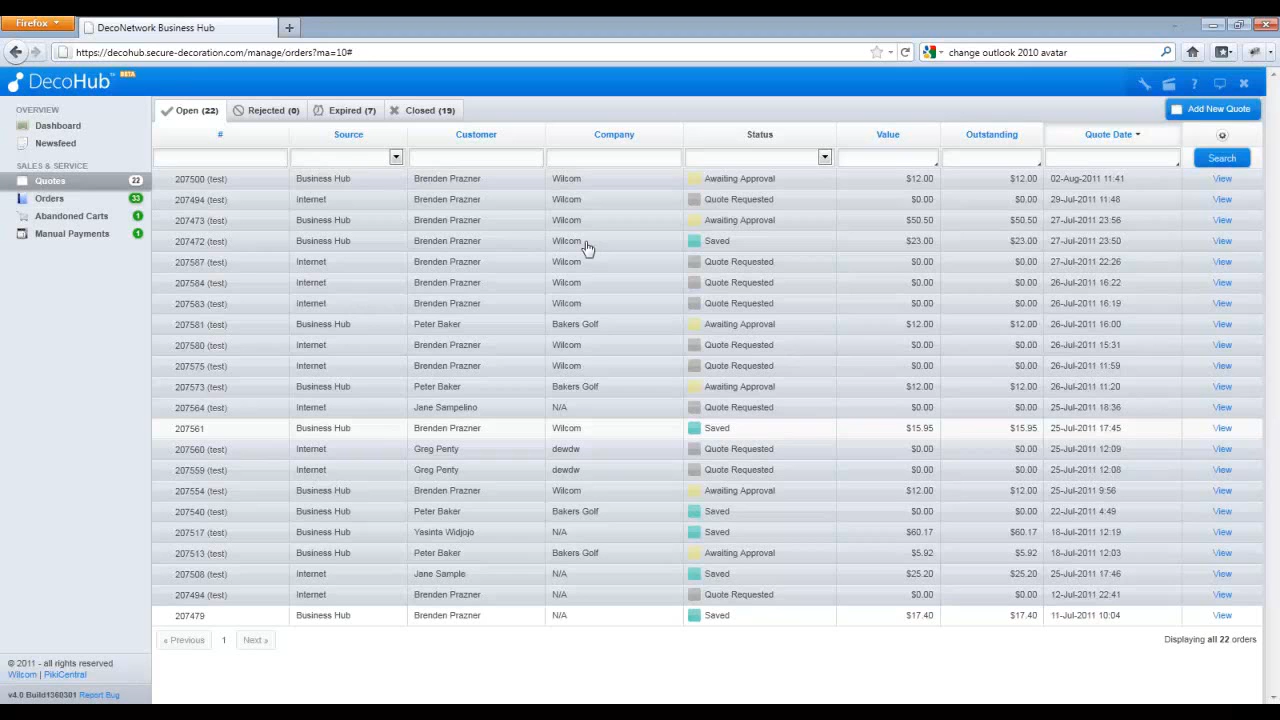 Firefox
DecoNetwork Business Hub
https://decohub.secure-decoration.com/manage/orders?ma=10#
change outlook 2010 avatar
DecoHub BETA
OVERVIEW
Dashboard
Newsfeed
SALES & SERVICE
Quotes 22
Orders 33
Abandoned Carts 1
Manual Payments 1
Open (22) Rejected (0) Expired (7) Closed (19) Add New Quote
# Source Customer Company Status Value Outstanding Quote Date
Search
207500 (test) Business Hub Brenden Prazner Wilcom Awaiting Approval $12.00 $12.00 02-Aug-2011 11:41 View
207494 (test) Internet Brenden Prazner Wilcom Quote Requested $0.00 $0.00 29-Jul-2011 11:46 View
207473 (test) Business Hub Brenden Prazner Wilcom Awaiting Approval $50.50 $50.50 27-Jul-2011 23:56 View
207472 (test) Business Hub Brenden Prazner Wilcom Saved $23.00 $23.00 27-Jul-2011 23:50 View
207587 (test) Internet Brenden Prazner Wilcom Quote Requested $0.00 $0.00 27-Jul-2011 22:26 View
207584 (test) Internet Brenden Prazner Wilcom Quote Requested $0.00 $0.00 26-Jul-2011 16:22 View
207583 (test) Internet Brenden Prazner Wilcom Quote Requested $0.00 $0.00 26-Jul-2011 16:19 View
207581 (test) Business Hub Peter Baker Bakers Golf Awaiting Approval $12.00 $12.00 26-Jul-2011 16:00 View
207580 (test) Internet Brenden Prazner Wilcom Quote Requested $0.00 $0.00 26-Jul-2011 15:31 View
207575 (test) Internet Brenden Prazner Wilcom Quote Requested $0.00 $0.00 26-Jul-2011 11:59 View
207573 (test) Business Hub Peter Baker Bakers Golf Awaiting Approval $12.00 $12.00 26-Jul-2011 11:20 View
207564 (test) Internet Jane Sampelino N/A Quote Requested $0.00 $0.00 25-Jul-2011 18:36 View
207561 Business Hub Brenden Prazner Wilcom Saved $15.95 $15.95 25-Jul-2011 17:45 View
207560 (test) Internet Greg Penty dewdw Quote Requested $0.00 $0.00 25-Jul-2011 12:09 View
207559 (test) Internet Greg Penty dewdw Quote Requested $0.00 $0.00 25-Jul-2011 12:08 View
207554 (test) Business Hub Brenden Prazner Wilcom Awaiting Approval $12.00 $12.00 25-Jul-2011 9:56 View
207540 (test) Business Hub Peter Baker Bakers Golf Saved $0.00 $0.00 22-Jul-2011 4:49 View
207517 (test) Business Hub Yasinta Widjojo N/A Saved $60.17 $60.17 18-Jul-2011 12:19 View
207513 (test) Business Hub Peter Baker Bakers Golf Awaiting Approval $5.92 $5.92 18-Jul-2011 12:03 View
207508 (test) Internet Jane Sample N/A Saved $25.20 $25.20 25-Jul-2011 17:46 View
207494 (test) Internet Brenden Prazner N/A Quote Requested $0.00 $0.00 12-Jul-2011 22:41 View
207479 Business Hub Brenden Prazner N/A Saved $17.40 $17.40 11-Jul-2011 10:04 View
« Previous 1 Next » Displaying all 22 orders
© 2011 - all rights reserved
Wilcom | PikiCentral
v4.0 Build1360381 Report Bug